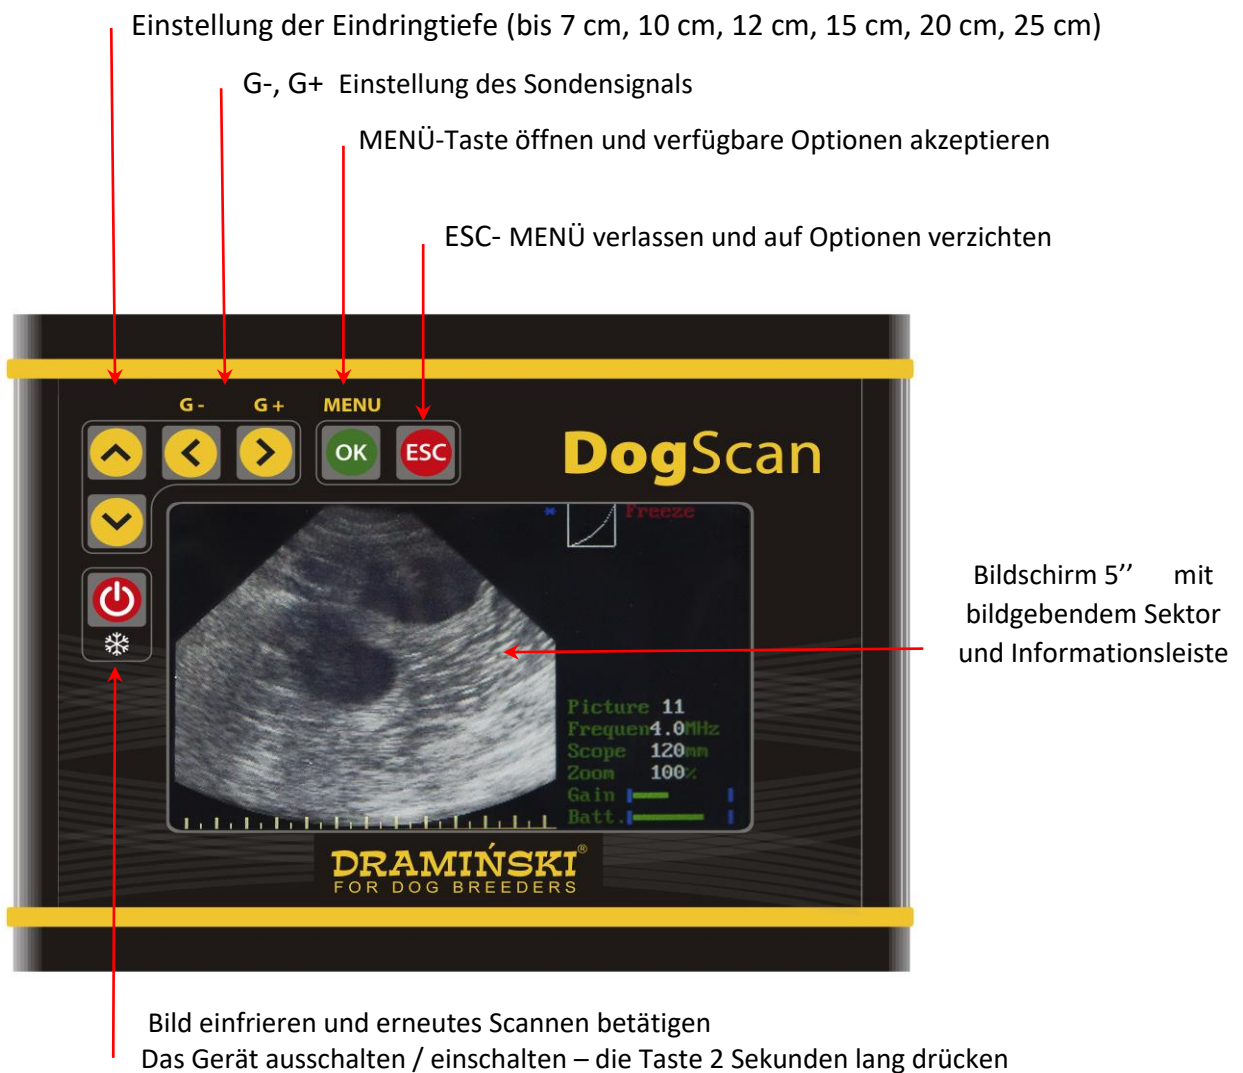 Einstellung der Eindringtiefe (bis 7 cm, 10 cm, 12 cm, 15 cm, 20 cm, 25 cm)
G-, G+ Einstellung des Sondensignals
MENÜ-Taste öffnen und verfügbare Optionen akzeptieren
ESC- MENÜ verlassen und auf Optionen verzichten
G - G + MENU
OK ESC
DogScan
Freeze
Bildschirm 5’’ mit
bildgebendem Sektor
und Informationsleiste
Picture 11
Frequen4.0MHz
Scope 120mm
Zoom 100%
Gain
Batt.
DRAMIŃSKI®
FOR DOG BREEDERS
Bild einfrieren und erneutes Scannen betätigen
Das Gerät ausschalten / einschalten – die Taste 2 Sekunden lang drücken